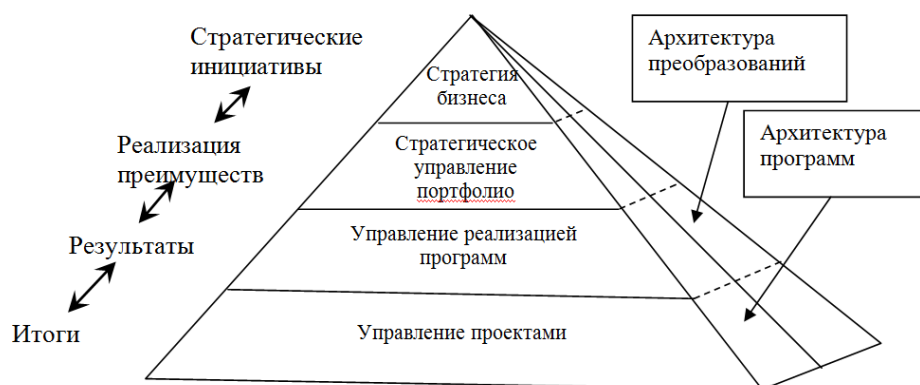 Стратегические
инициативы
Реализация
преимуществ
Результаты
Итоги
Стратегия
бизнеса
Стратегическое
управление
портфолио
Управление реализацией
программ
Управление проектами
Архитектура
преобразований
Архитектура
программ